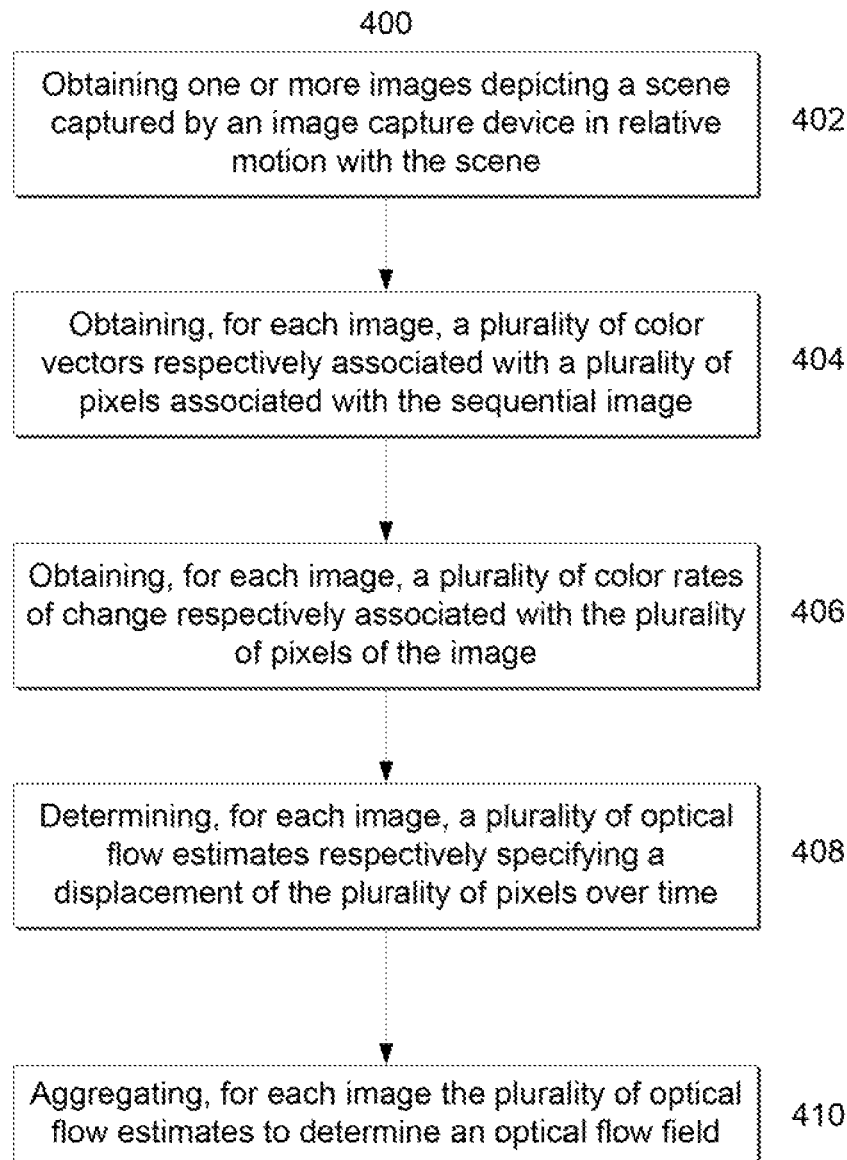 400
Obtaining one or more images depicting a scene
captured by an image capture device in relative
motion with the scene
402
Obtaining, for each image, a plurality of color
vectors respectively associated with a plurality of
pixels associated with the sequential image
404
Obtaining, for each image, a plurality of color rates
of change respectively associated with the plurality
of pixels of the image
406
Determining, for each image, a plurality of optical
flow estimates respectively specifying a
displacement of the plurality of pixels over time
408
Aggregating, for each image the plurality of optical
flow estimates to determine an optical flow field
410